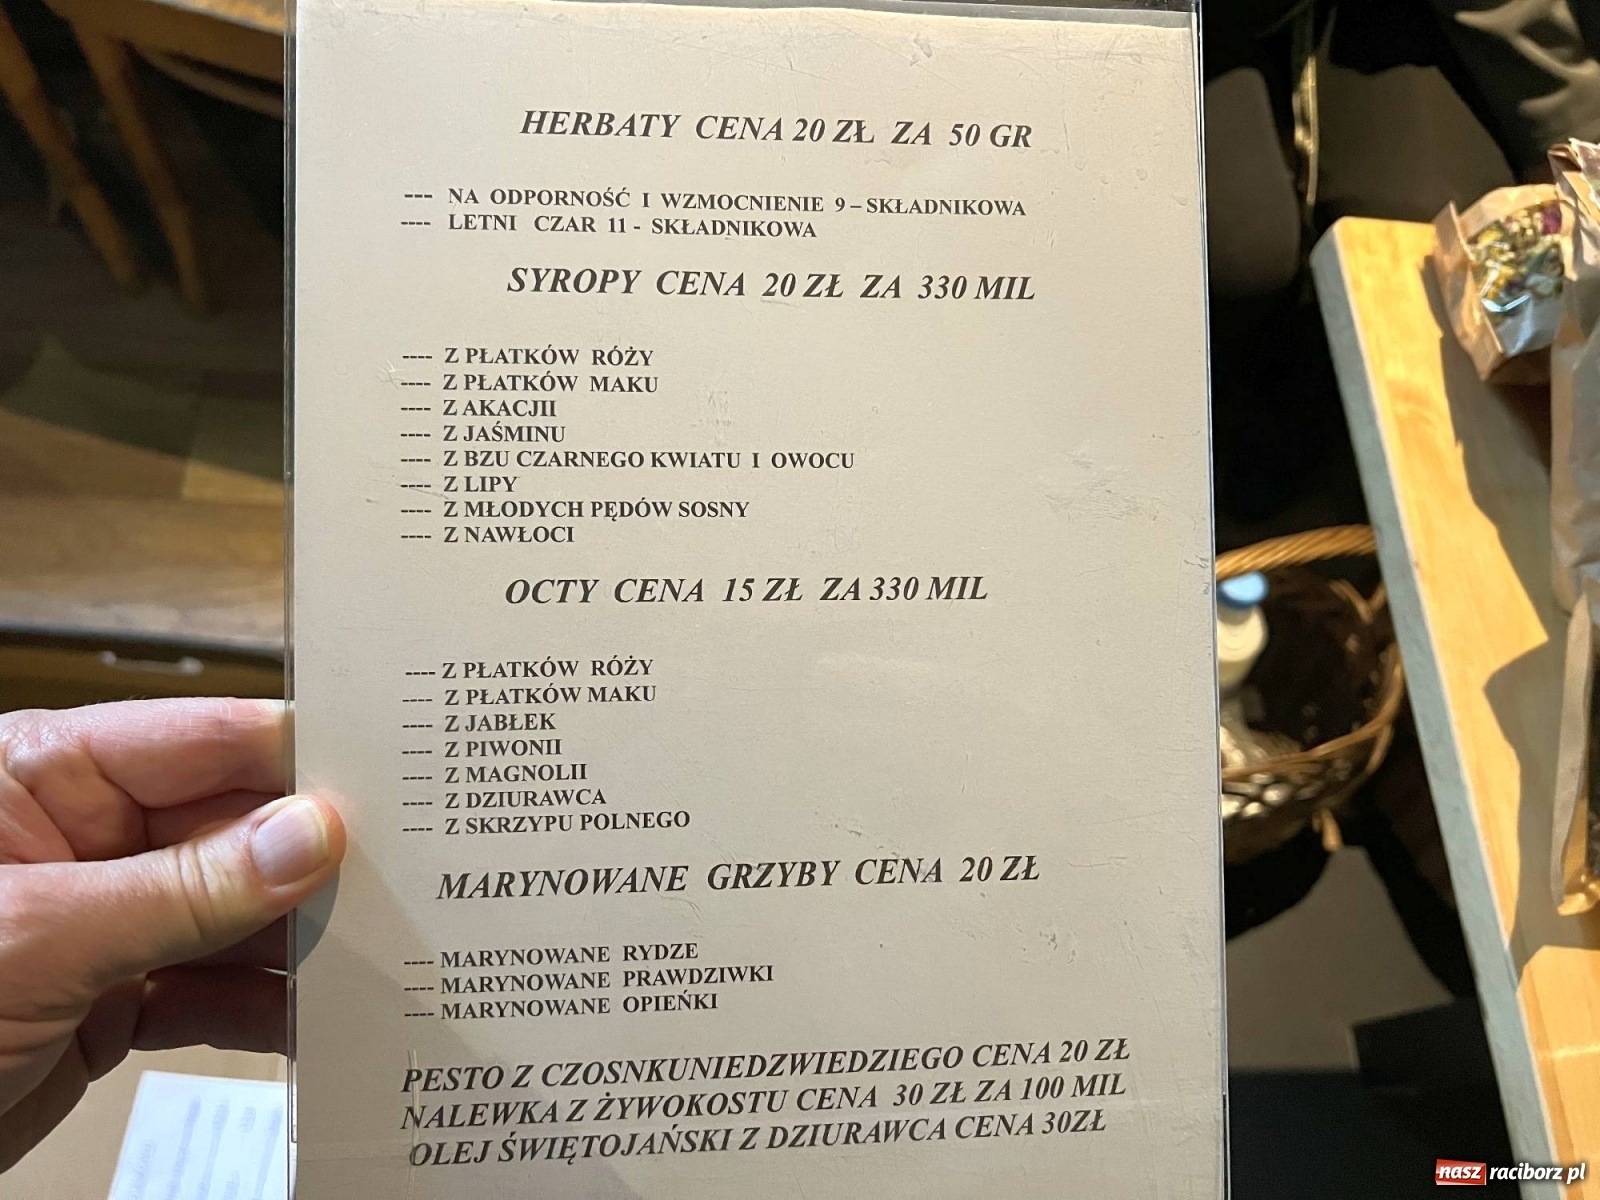 HERBATY CENA 20 ZŁ ZA 50 GR
--- NA ODPORNOŚĆ I WZMOCNIENIE 9 – SKŁADNIKOWA
---- LETNI CZAR 11 - SKŁADNIKOWA
SYROPY CENA 20 ZŁ ZA 330 MIL
---- Z PŁATKÓW RÓŻY
---- Z PŁATKÓW MAKU
---- Z AKACJII
---- Z JAŚMINU
---- Z BZU CZARNEGO KWIATU I OWOCU
---- Z LIPY
---- Z MŁODYCH PĘDÓW SOSNY
---- Z NAWŁOCI
OCTY CENA 15 ZŁ ZA 330 MIL
---- Z PŁATKÓW RÓŻY
---- Z PŁATKÓW MAKU
---- Z JABŁEK
---- Z PIWONII
---- Z MAGNOLII
---- Z DZIURAWCA
---- Z SKRZYPU POLNEGO
MARYNOWANE GRZYBY CENA 20 ZŁ
---- MARYNOWANE RYDZE
---- MARYNOWANE PRAWDZIWKI
---- MARYNOWANE OPIEŃKI
PESTO Z CZOSNKUNIEDZWIEDZIEGO CENA 20 ZŁ
NALEWKA Z ŻYWOKOSTU CENA 30 ZŁ ZA 100 MIL
OLEJ ŚWIĘTOJAŃSKI Z DZIURAWCA CENA 30ZŁ
nasz raciborz.pl